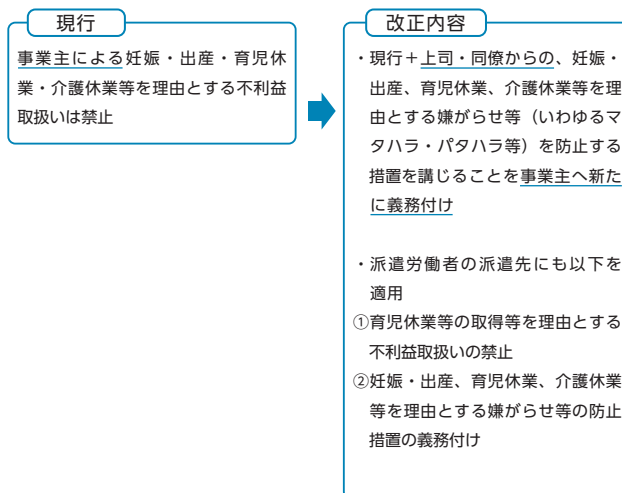 現行
事業主による妊娠・出産・育児休
業・介護休業等を理由とする不利益
取扱いは禁止
改正内容
・現行＋上司・同僚からの、妊娠・
出産、育児休業、介護休業等を理
由とする嫌がらせ等（いわゆるマ
タハラ・パタハラ等）を防止する
措置を講じることを事業主へ新た
に義務付け
・派遣労働者の派遣先にも以下を
適用
①育児休業等の取得等を理由とする
不利益取扱いの禁止
②妊娠・出産、育児休業、介護休業
等を理由とする嫌がらせ等の防止
措置の義務付け